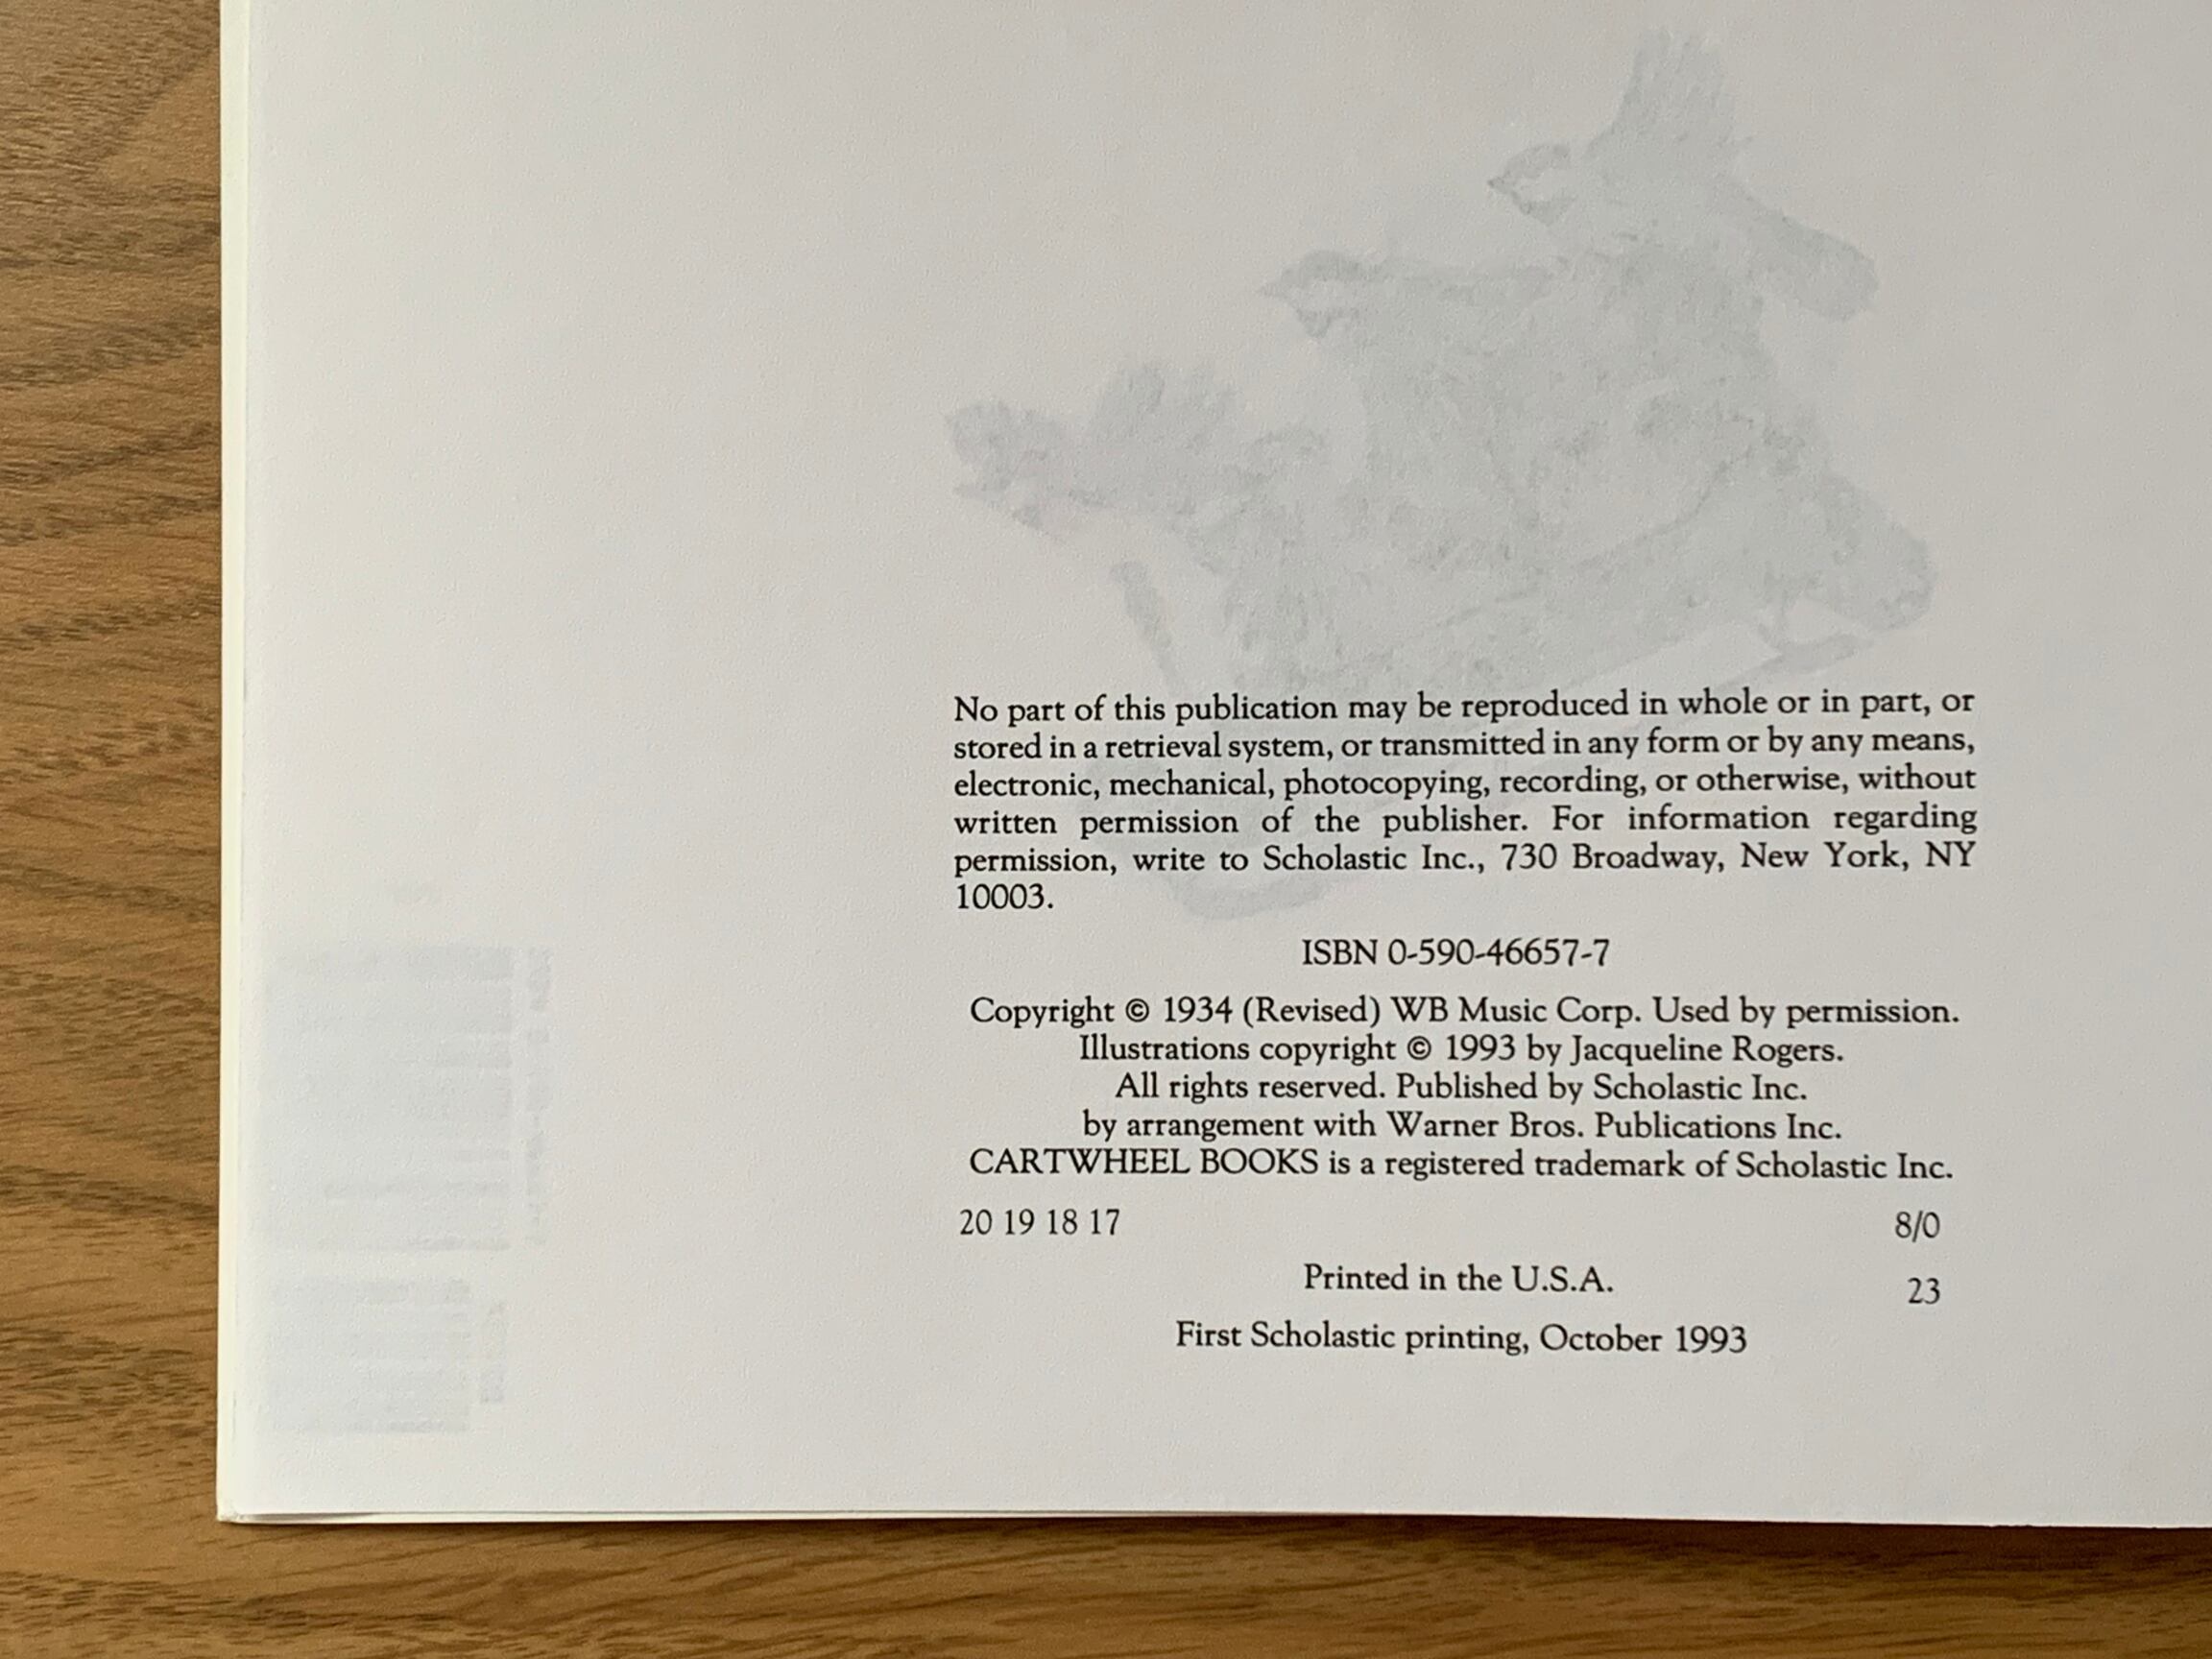 No part of this publication may be reproduced in whole or in part, or
stored in a retrieval system, or transmitted in any form or by any means,
electronic, mechanical, photocopying, recording, or otherwise, without
written permission of the publisher. For information regarding
permission, write to Scholastic Inc., 730 Broadway, New York, NY
10003.
ISBN 0-590-46657-7
Copyright © 1934 (Revised) WB Music Corp. Used by permission.
Illustrations copyright © 1993 by Jacqueline Rogers.
All rights reserved. Published by Scholastic Inc.
by arrangement with Warner Bros. Publications Inc.
CARTWHEEL BOOKS is a registered trademark of Scholastic Inc.
20 19 18 17 8/0
Printed in the U.S.A. 23
First Scholastic printing, October 1993